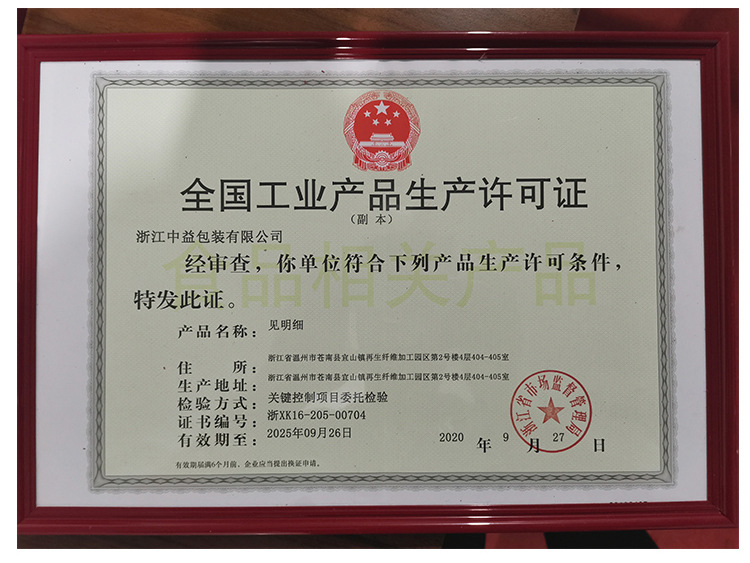 全国工业产品生产许可证
(副 本)
浙江中益包装有限公司
食品相关产品
经审查，你单位符合下列产品生产许可条件，
特发此证。
产品名称： 见明细
住 所： 浙江省温州市苍南县宜山镇再生纤维加工园区第2号楼4层404-405室
生产地址： 浙江省温州市苍南县宜山镇再生纤维加工园区第2号楼4层404-405室
检验方式： 关键控制项目委托检验
证书编号： 浙XK16-205-00704
有效期至： 2025年09月26日
2020 年 9 月 27 日
浙江省市场监督管理局
有效期届满6个月前，企业应当提出换证申请。